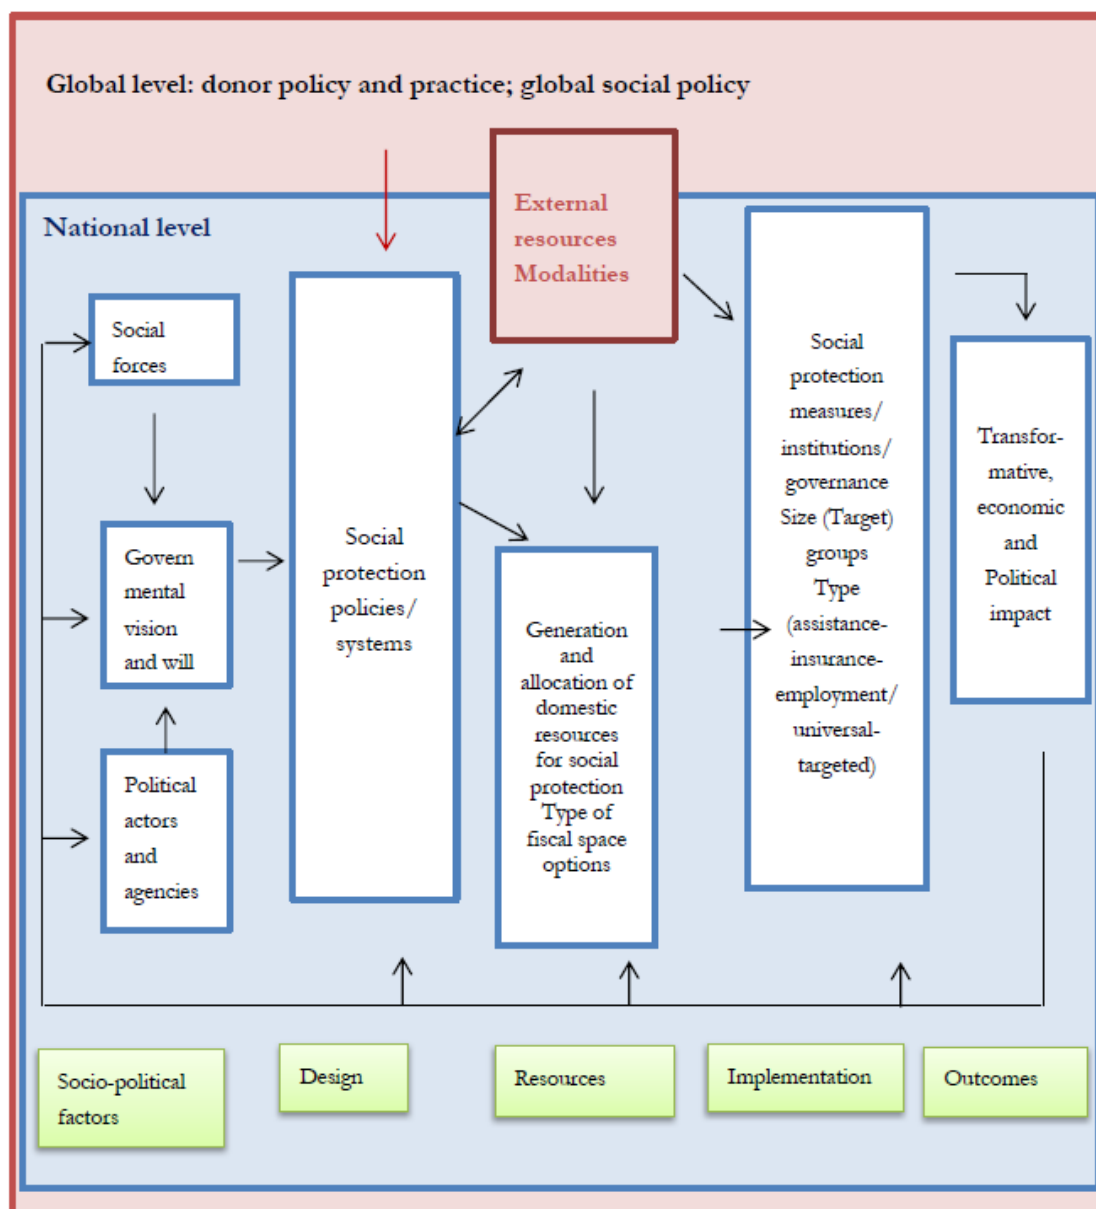 Global level: donor policy and practice; global social policy
External
resources
Modalities
National level
Social
forces
Govern
mental
vision
and will
Political
actors
and
agencies
Social
protection
policies/
systems
Generation
and
allocation of
domestic
resources
for social
protection
Type of
fiscal space
options
Social
protection
measures/
institutions/
governance
Size (Target)
groups
Type
(assistance-
insurance-
employment/
universal-
targeted)
Transfor-
mative,
economic
and
Political
impact
Socio-political
factors
Design
Resources
Implementation
Outcomes